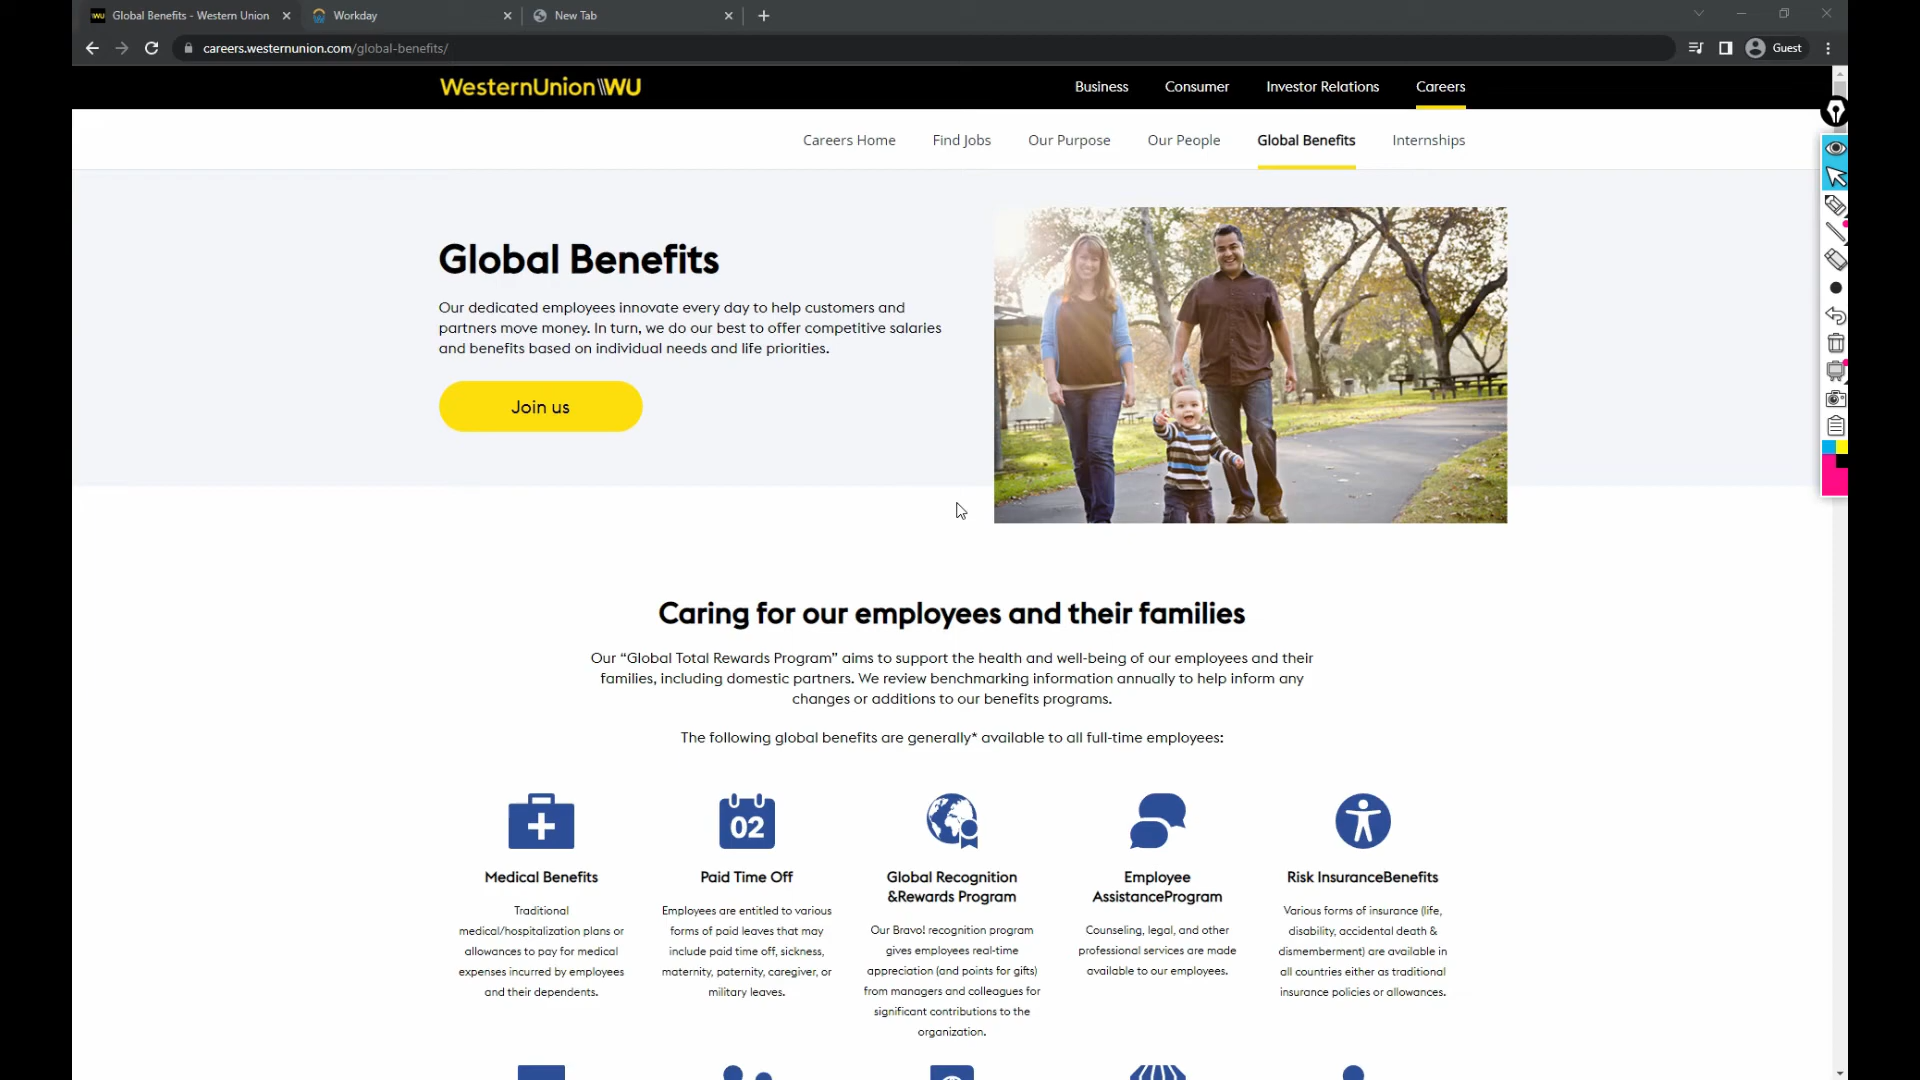 Global Benefits - Western Union
Workday
New Tab
careers.westernunion.com/global-benefits/
Guest
WesternUnion WU
Business
Consumer
Investor Relations
Careers
Careers Home
Find Jobs
Our Purpose
Our People
Global Benefits
Internships
Global Benefits
Our dedicated employees innovate every day to help customers and
partners move money. In turn, we do our best to offer competitive salaries
and benefits based on individual needs and life priorities.
Join us
Caring for our employees and their families
Our “Global Total Rewards Program” aims to support the health and well-being of our employees and their
families, including domestic partners. We review benchmarking information annually to help inform any
changes or additions to our benefits programs.
The following global benefits are generally* available to all full-time employees:
02
Medical Benefits
Traditional
medical/hospitalization plans or
allowances to pay for medical
expenses incurred by employees
and their dependents.
Paid Time Off
Employees are entitled to various
forms of paid leaves that may
include paid time off, sickness,
maternity, paternity, caregiver, or
military leaves.
Global Recognition
&Rewards Program
Our Bravo! recognition program
gives employees real-time
appreciation (and points for gifts)
from managers and colleagues for
significant contributions to the
organization.
Employee
AssistanceProgram
Counseling, legal, and other
professional services are made
available to our employees.
Risk InsuranceBenefits
Various forms of insurance (life,
disability, accidental death &
dismemberment) are available in
all countries either as traditional
insurance policies or allowances.